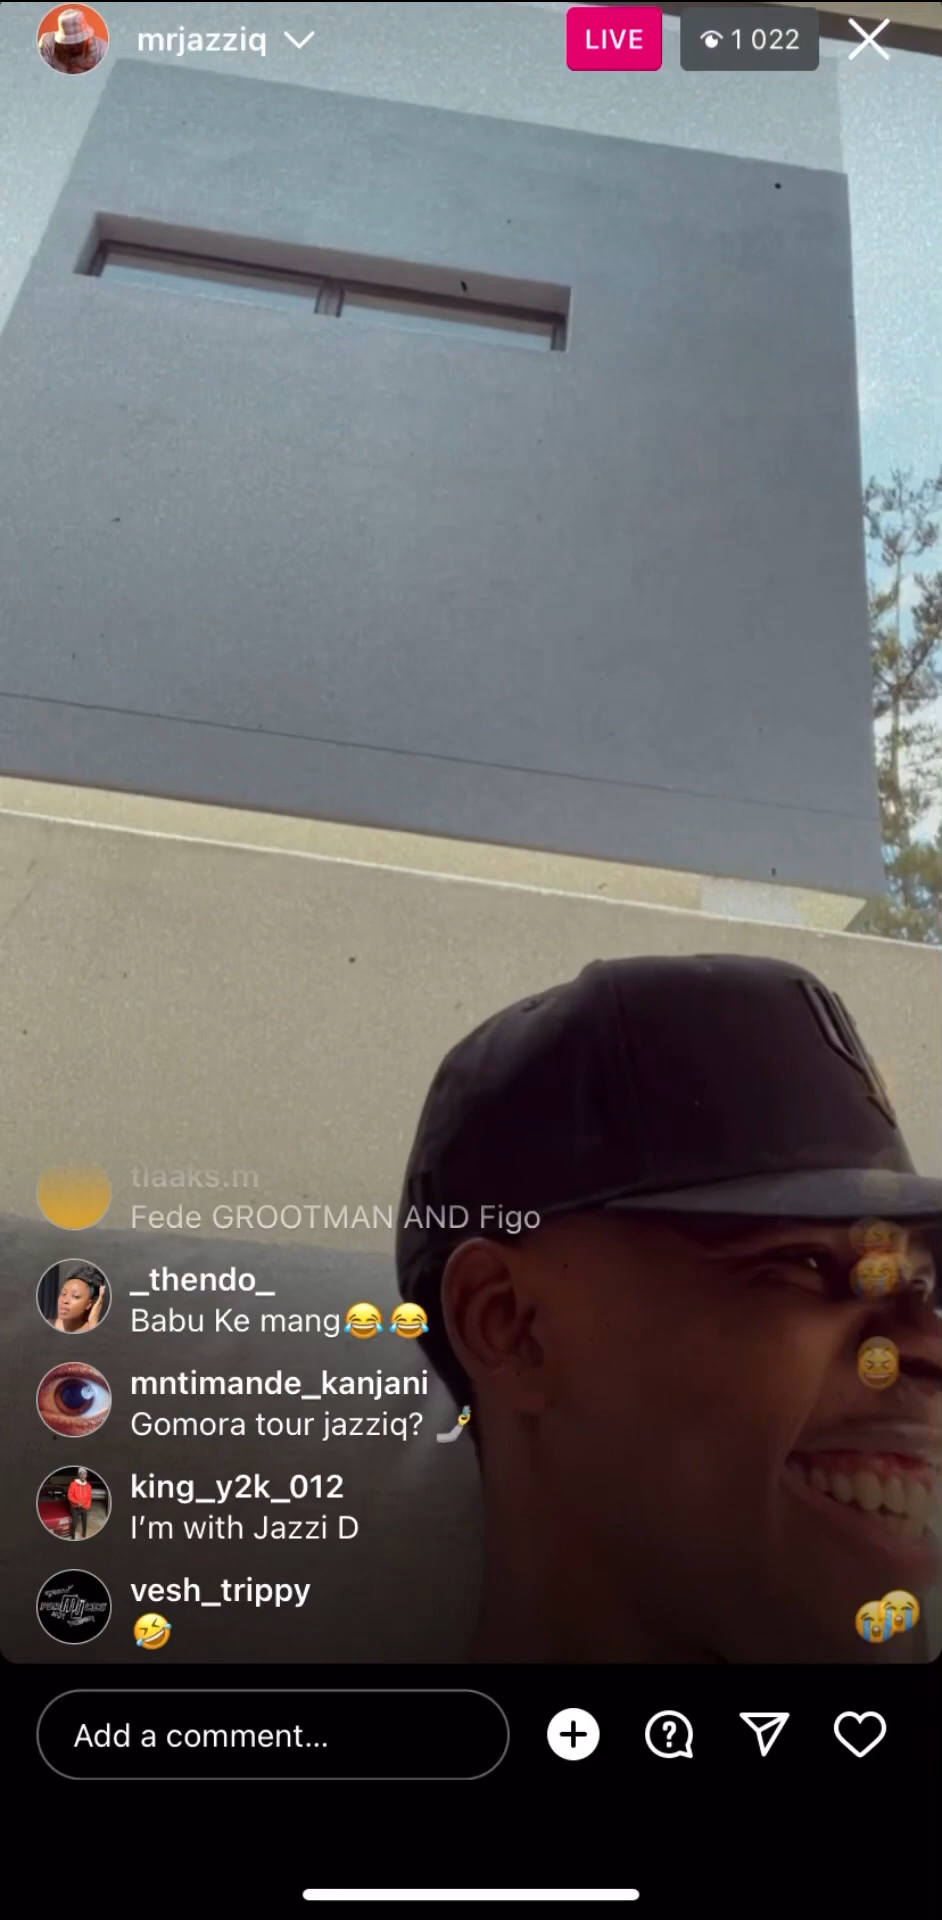 mrjazziq
LIVE
1 022
tlaaks.m
Fede GROOTMAN AND Figo
_thendo_
Babu Ke mang😂😂
mntimande_kanjani
Gomora tour jazziq? 🤳
king_y2k_012
I’m with Jazzi D
vesh_trippy
🤣
Add a comment...